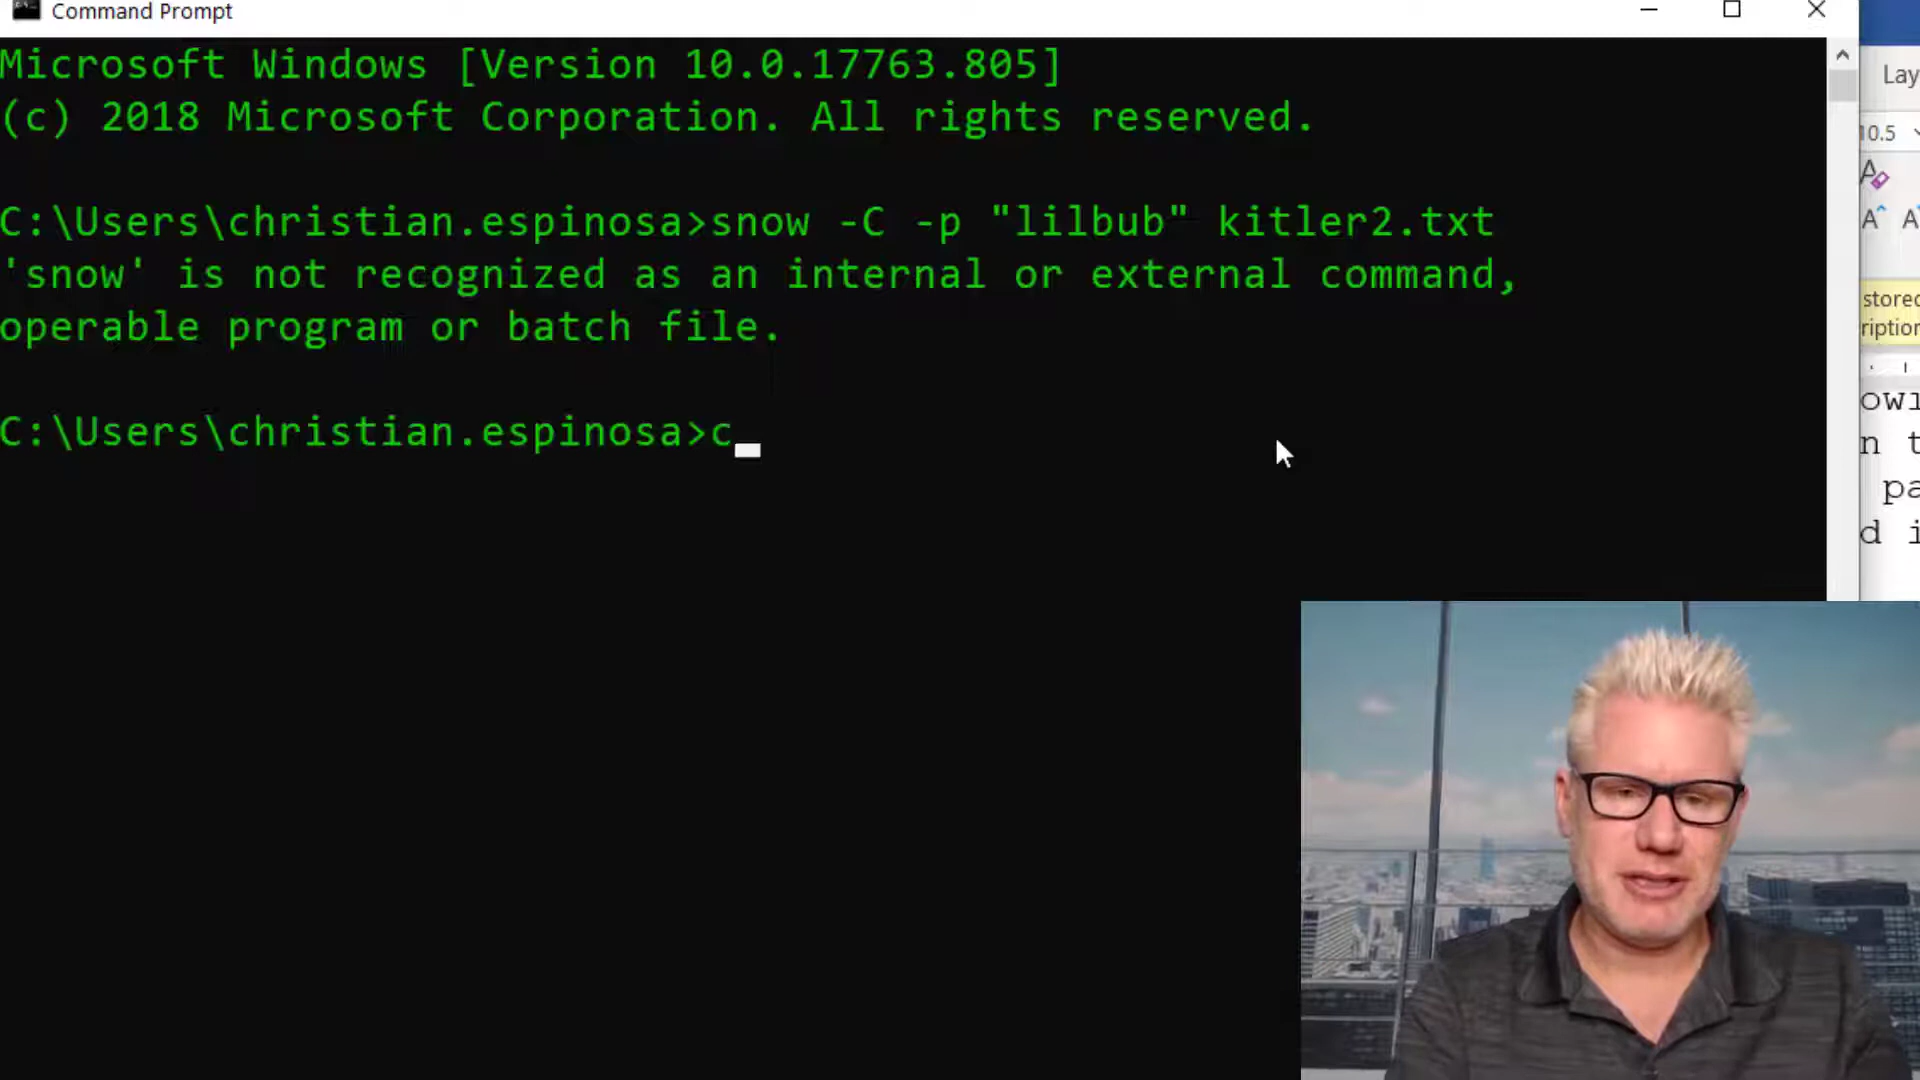 Command Prompt
Microsoft Windows [Version 10.0.17763.805]
(c) 2018 Microsoft Corporation. All rights reserved.
C:\Users\christian.espinosa>snow -C -p "lilbub" kitler2.txt
'snow' is not recognized as an internal or external command,
operable program or batch file.
C:\Users\christian.espinosa>c
Lay
10.5
A
A A
stored
ription
n t
pa
d i